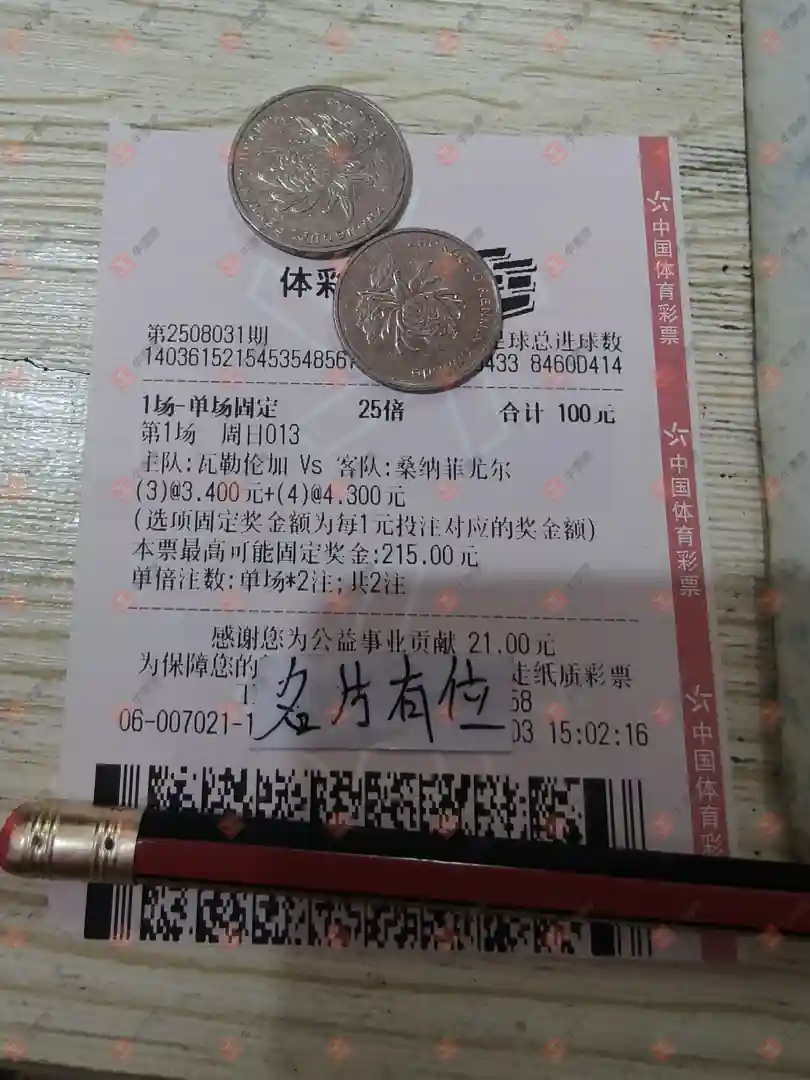 体彩
第2508031期
球总进球数
140361521545354856
433 8460D414
1场-单场固定 25倍 合计 100元
第1场 周日013
主队:瓦勒伦加 Vs 客队:桑纳菲尤尔
(3)@3.400元+(4)@4.300元
(选项固定奖金额为每1元投注对应的奖金额)
本票最高可能固定奖金:215.00元
单倍注数:单场*2注;共2注
感谢您为公益事业贡献 21.00元
为保障您的 走纸质彩票
58
06-007021-1 03 15:02:16
名片有位
中国体育彩票
中国体育彩票
中国体育彩